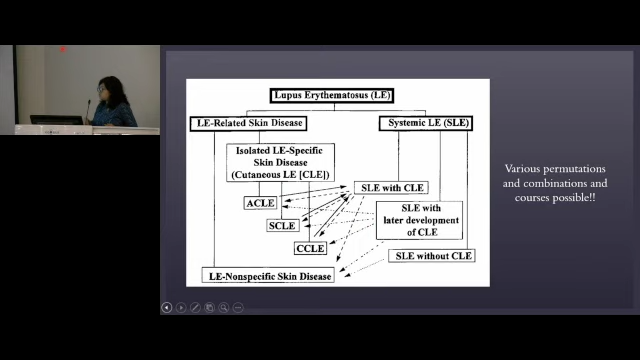 Lupus Erythematosus (LE)
LE-Related Skin Disease
Systemic LE (SLE)
Isolated LE-Specific
Skin Disease
(Cutaneous LE [CLE])
SLE with CLE
ACLE
SLE with
later development
of CLE
SCLE
CCLE
SLE without CLE
LE-Nonspecific Skin Disease
Various permutations
and combinations and
courses possible!!